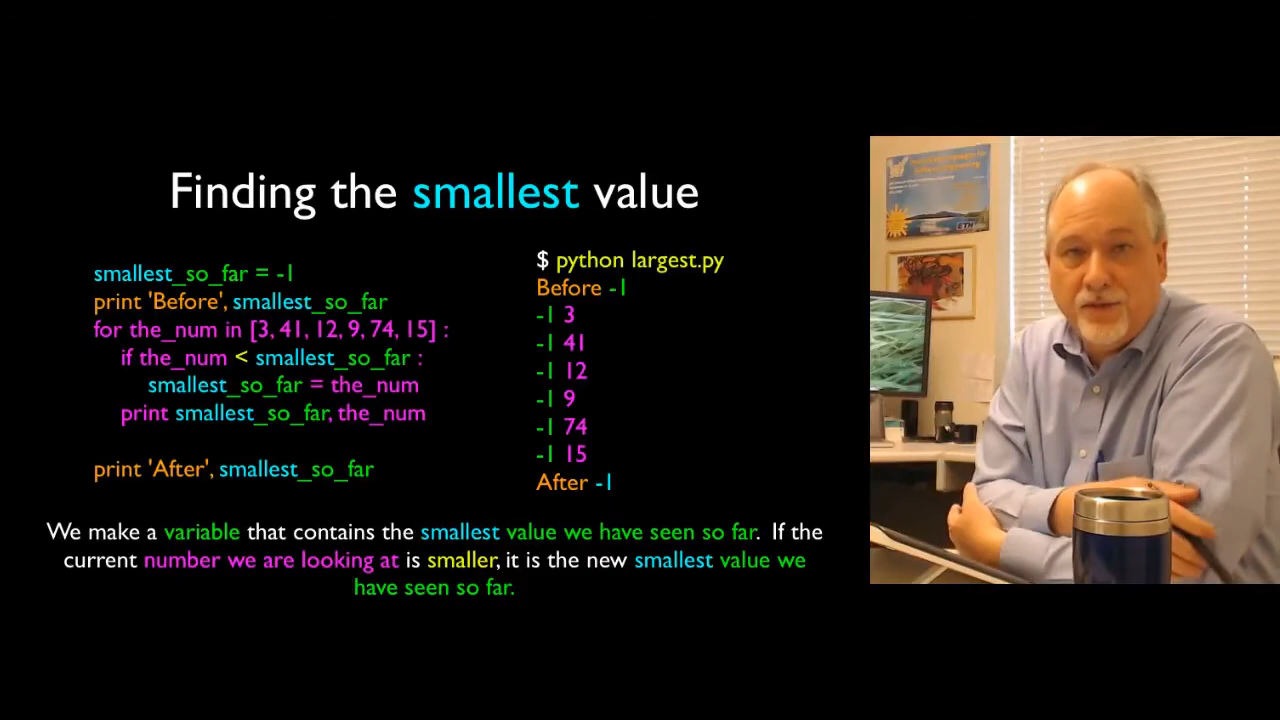 Finding the smallest value
smallest_so_far = -1
print 'Before', smallest_so_far
for the_num in [3, 41, 12, 9, 74, 15] :
if the_num < smallest_so_far :
smallest_so_far = the_num
print smallest_so_far, the_num
print 'After', smallest_so_far
$ python largest.py
Before -1
-1 3
-1 41
-1 12
-1 9
-1 74
-1 15
After -1
We make a variable that contains the smallest value we have seen so far. If the
current number we are looking at is smaller, it is the new smallest value we
have seen so far.
ETH